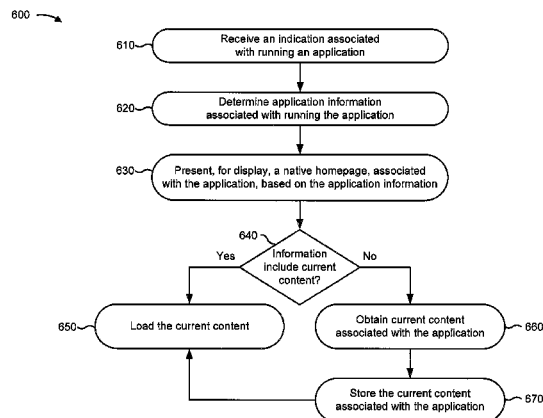 600
610
Receive an indication associated
with running an application
620
Determine application information
associated with running the application
630
Present, for display, a native homepage, associated
with the application, based on the application information
640
Information
include current
content?
Yes
No
650
Load the current content
Obtain current content
associated with the application
660
Store the current content
associated with the application
670